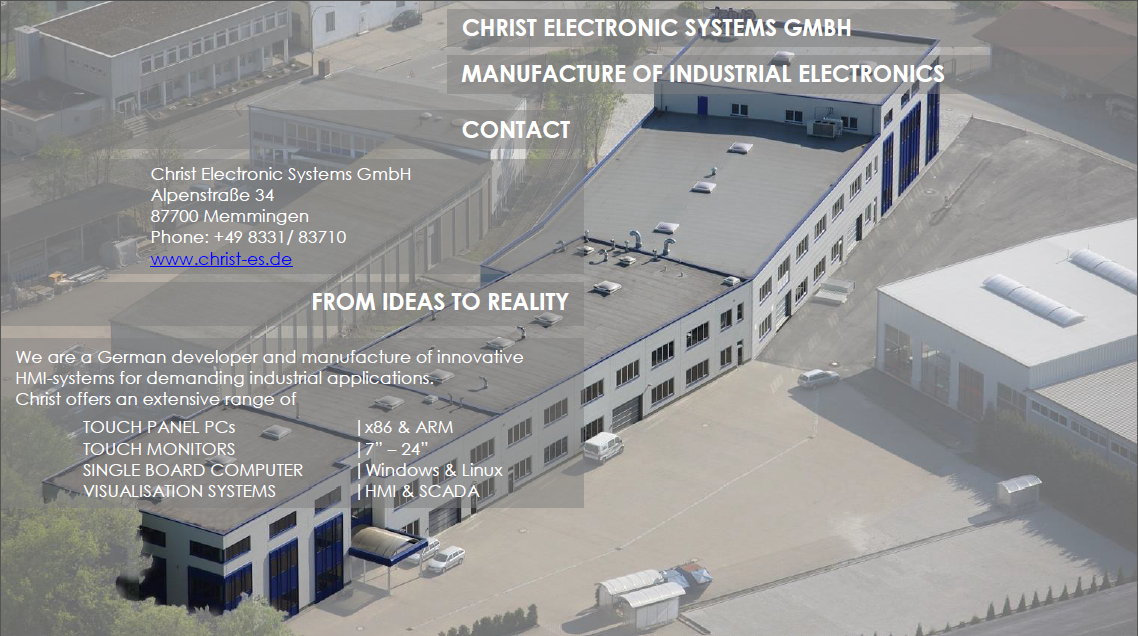 CHRIST ELECTRONIC SYSTEMS GMBH
MANUFACTURE OF INDUSTRIAL ELECTRONICS
CONTACT
Christ Electronic Systems GmbH
Alpenstraße 34
87700 Memmingen
Phone: +49 8331/ 83710
www.christ-es.de
FROM IDEAS TO REALITY
We are a German developer and manufacture of innovative
HMI-systems for demanding industrial applications.
Christ offers an extensive range of
TOUCH PANEL PCs |x86 & ARM
TOUCH MONITORS |7” – 24”
SINGLE BOARD COMPUTER |Windows & Linux
VISUALISATION SYSTEMS |HMI & SCADA